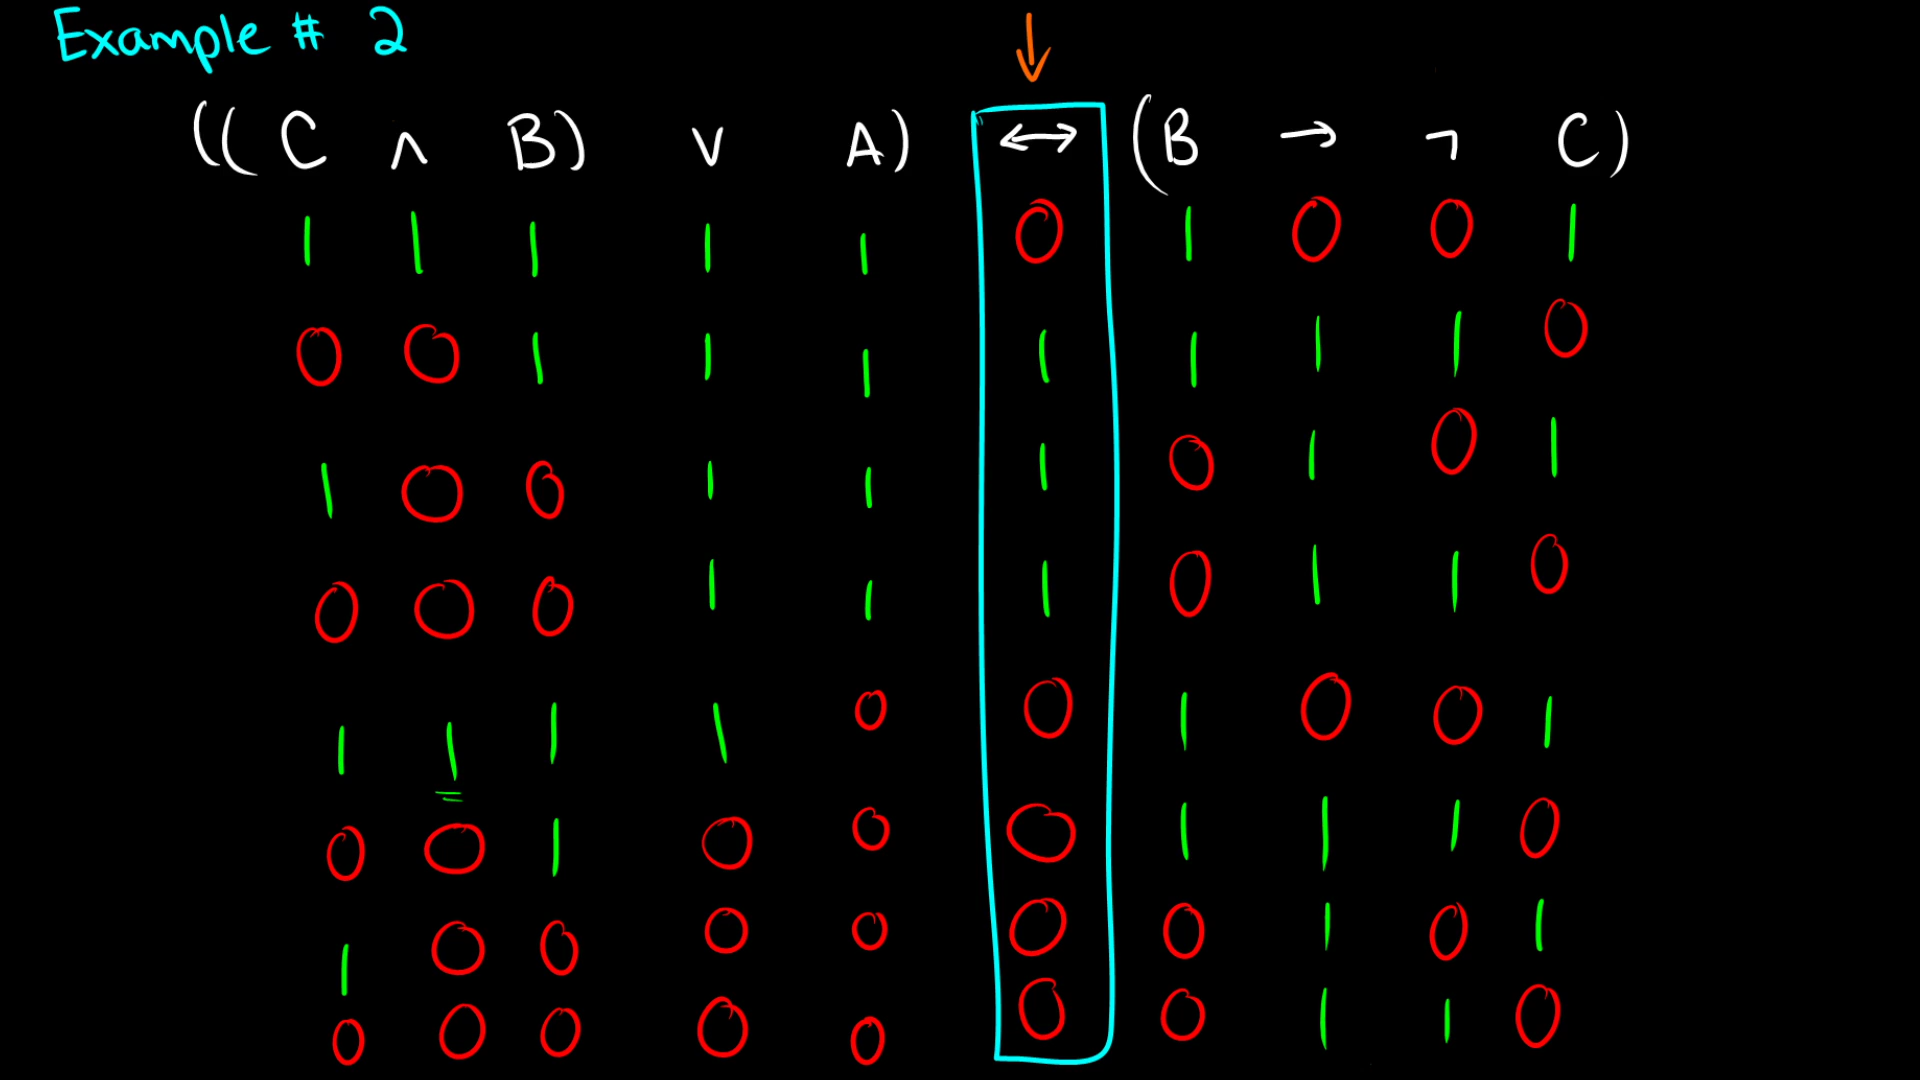 Example # 2
((C ∧ B) ∨ A) ↔ (B → ¬ C)
1 1 1 1 1 0 1 0 0 1
0 0 1 1 1 1 1 1 1 0
1 0 0 1 1 1 0 1 0 1
0 0 0 1 1 1 0 1 1 0
1 1 1 1 0 0 1 0 0 1
0 0 1 0 0 0 1 1 1 0
1 0 0 0 0 0 0 1 0 1
0 0 0 0 0 0 0 1 1 0